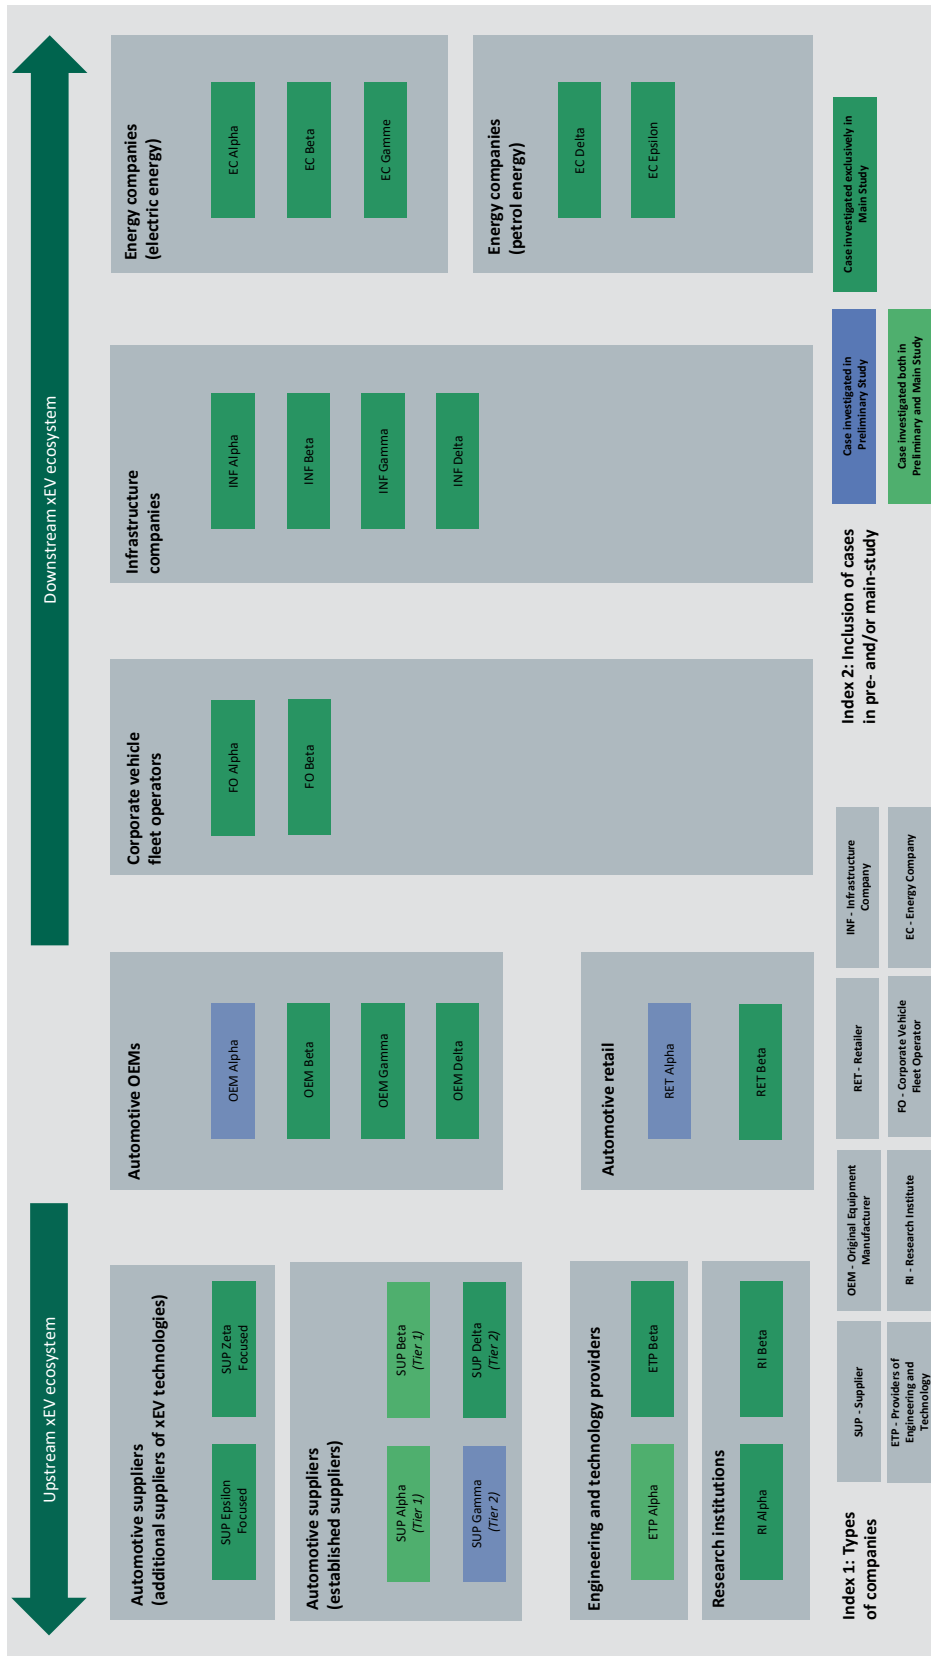 Upstream xEV ecosystem
Downstream xEV ecosystem
Automotive suppliers
(additional suppliers of xEV technologies)
SUP Epsilon
Focused
SUP Zeta
Focused
Automotive suppliers
(established suppliers)
SUP Alpha
(Tier 1)
SUP Beta
(Tier 1)
SUP Gamma
(Tier 2)
SUP Delta
(Tier 2)
Engineering and technology providers
ETP Alpha
ETP Beta
Research institutions
RI Alpha
RI Beta
Automotive OEMs
OEM Alpha
OEM Beta
OEM Gamma
OEM Delta
Automotive retail
RET Alpha
RET Beta
Corporate vehicle
fleet operators
FO Alpha
FO Beta
Infrastructure
companies
INF Alpha
INF Beta
INF Gamma
INF Delta
Energy companies
(electric energy)
EC Alpha
EC Beta
EC Gamme
Energy companies
(petrol energy)
EC Delta
EC Epsilon
Index 1: Types
of companies
SUP - Supplier
OEM - Original Equipment
Manufacturer
RET - Retailer
INF - Infrastructure
Company
ETP - Providers of
Engineering and
Technology
RI - Research Institute
FO - Corporate Vehicle
Fleet Operator
EC - Energy Company
Index 2: Inclusion of cases
in pre- and/or main-study
Case investigated in
Preliminary Study
Case investigated exclusively in
Main Study
Case investigated both in
Preliminary and Main Study